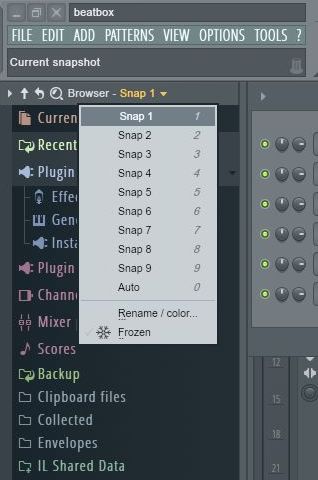 beatbox
FILE EDIT ADD PATTERNS VIEW OPTIONS TOOLS ?
Current snapshot
Browser - Snap 1
Snap 1 1
Snap 2 2
Snap 3 3
Snap 4 4
Snap 5 5
Snap 6 6
Snap 7 7
Snap 8 8
Snap 9 9
Auto 0
Rename / color...
Frozen
Curren
Recent
Plugin
Effe
Gen
Insta
Plugin
Chann
Mixer
Scores
Backup
Clipboard files
Collected
Envelopes
IL Shared Data
12
15
18
21